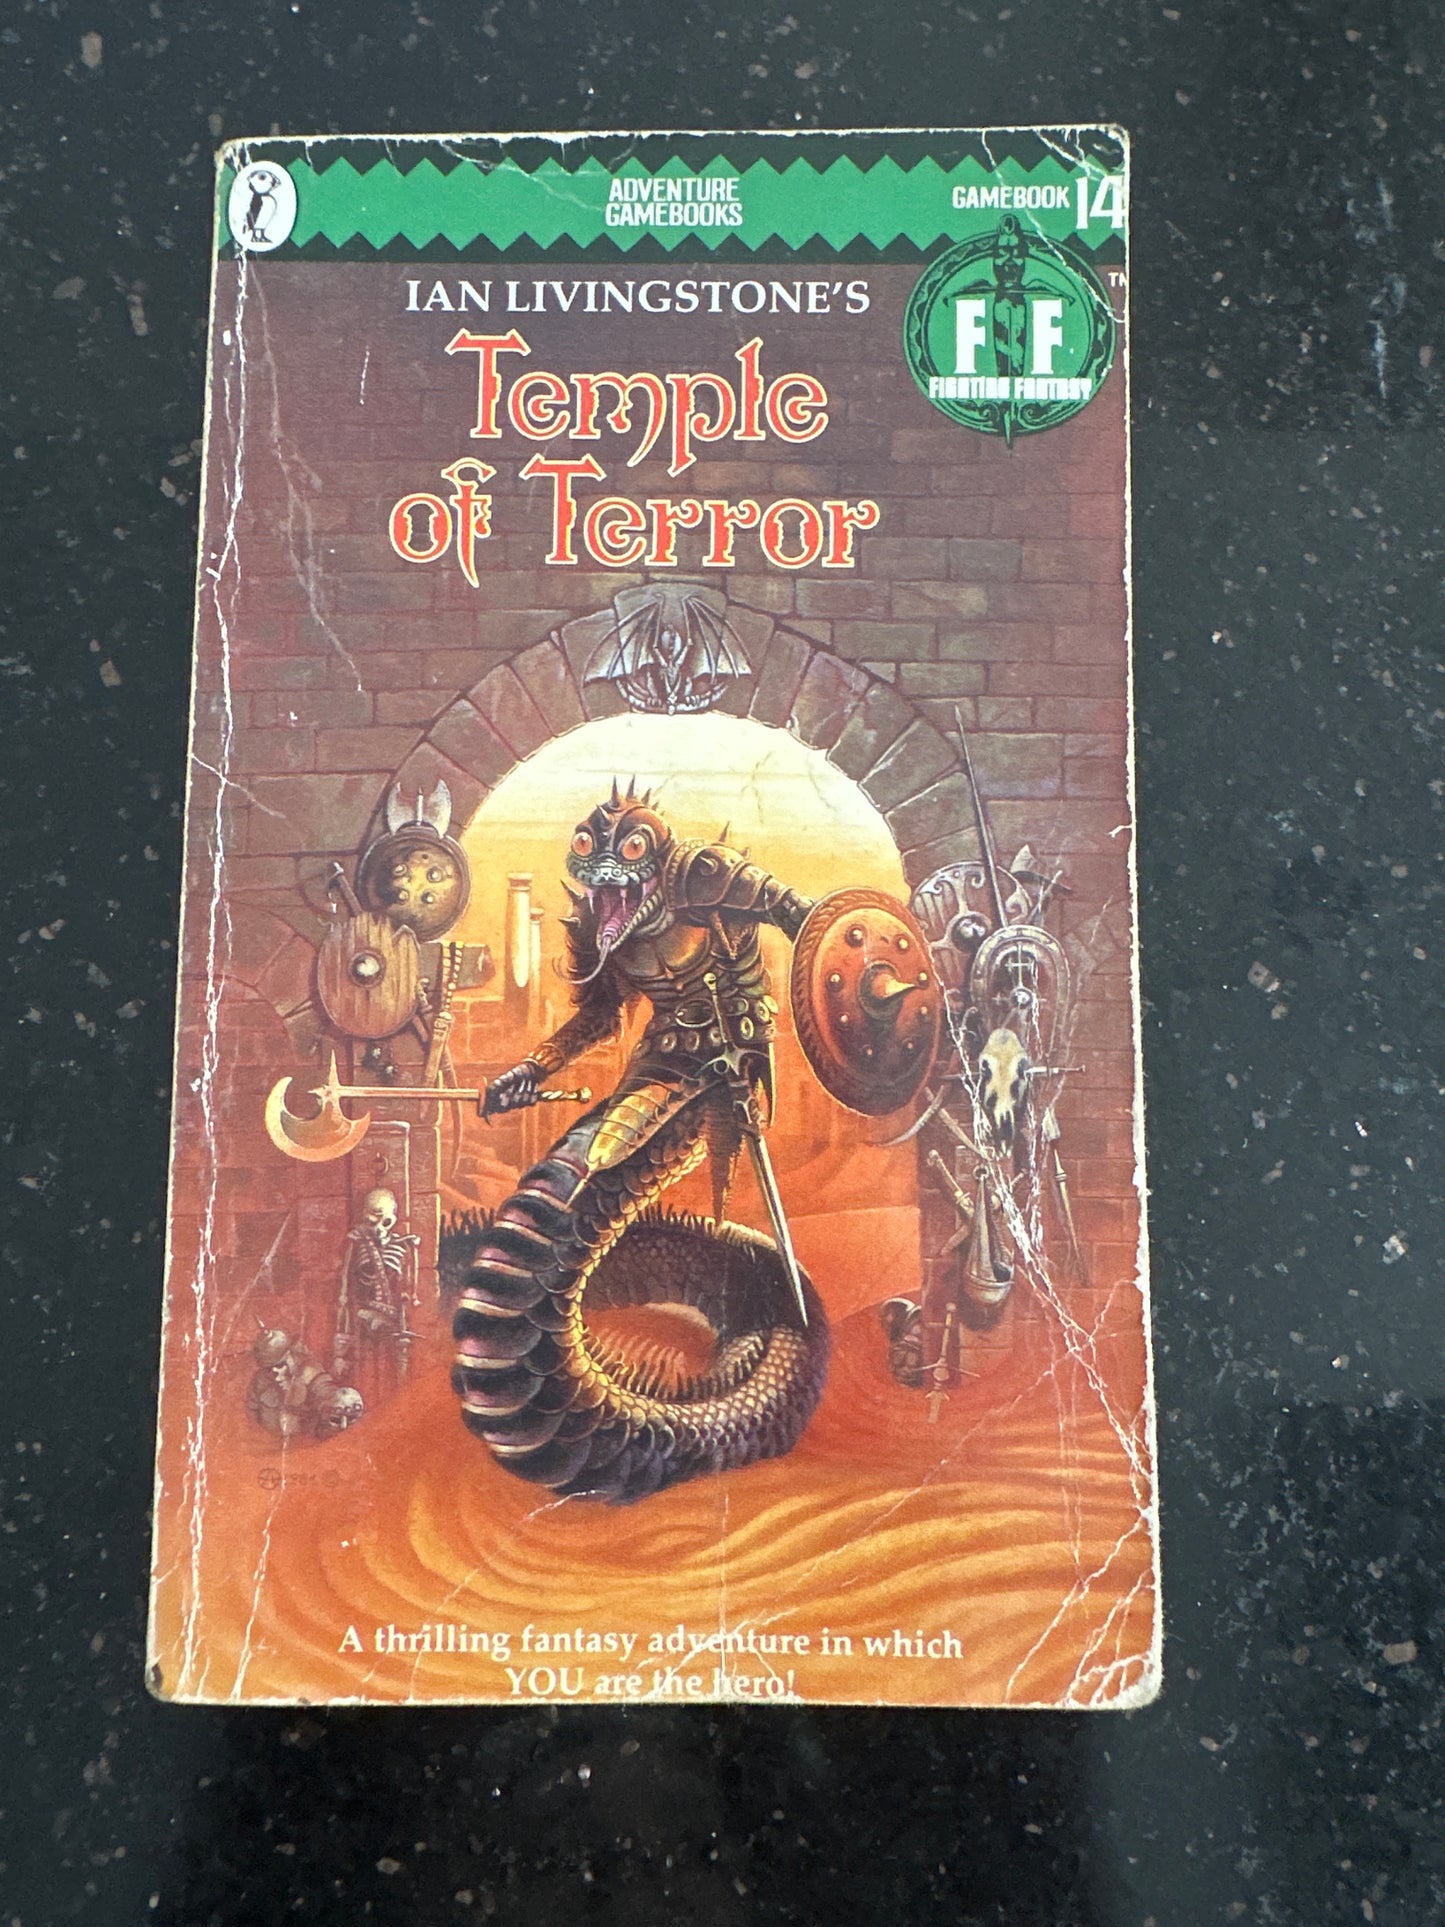 ADVENTURE
GAMEBOOKS
GAMEBOOK 14
IAN LIVINGSTONE'S
TM
Temple
of Terror
F F
FIGHTING FANTASY
A thrilling fantasy adventure in which
YOU are the hero!